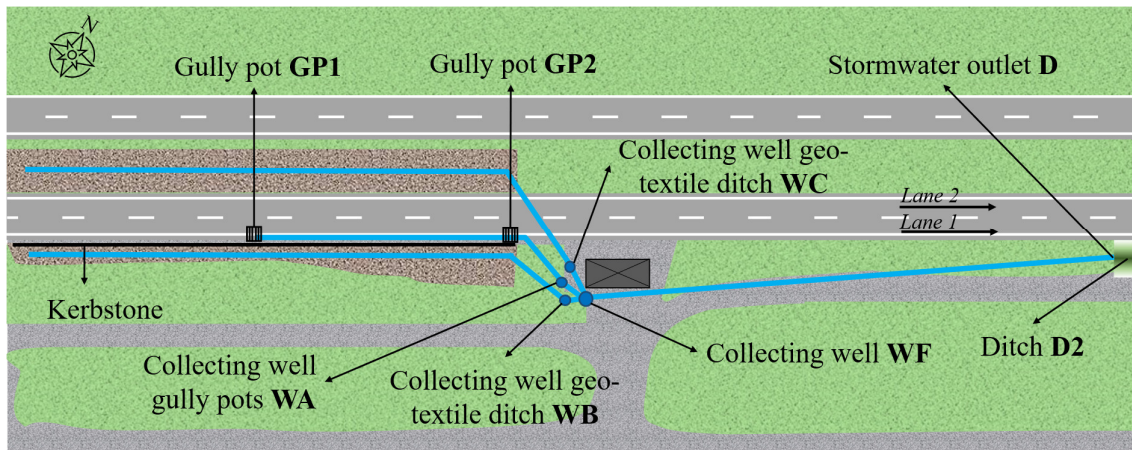 N
Gully pot GP1
Gully pot GP2
Stormwater outlet D
Collecting well geo-
textile ditch WC
Lane 2
Lane 1
Kerbstone
Collecting well
gully pots WA
Collecting well geo-
textile ditch WB
Collecting well WF
Ditch D2